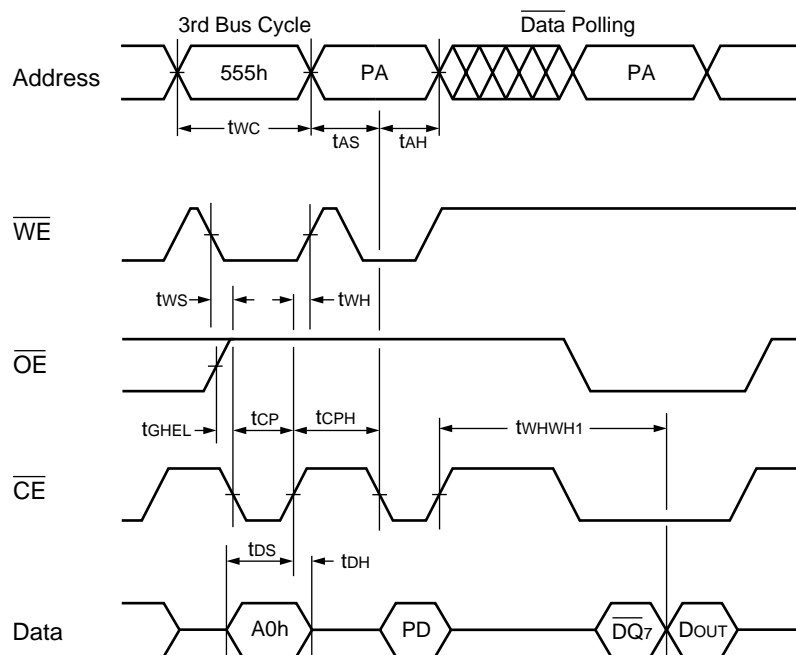 3rd Bus Cycle
Data Polling
Address
555h
PA
PA
tWC
tAS
tAH
WE
tWS
tWH
OE
tGHEL
tCP
tCPH
tWHWH1
CE
tDS
tDH
Data
A0h
PD
DQ7
DOUT